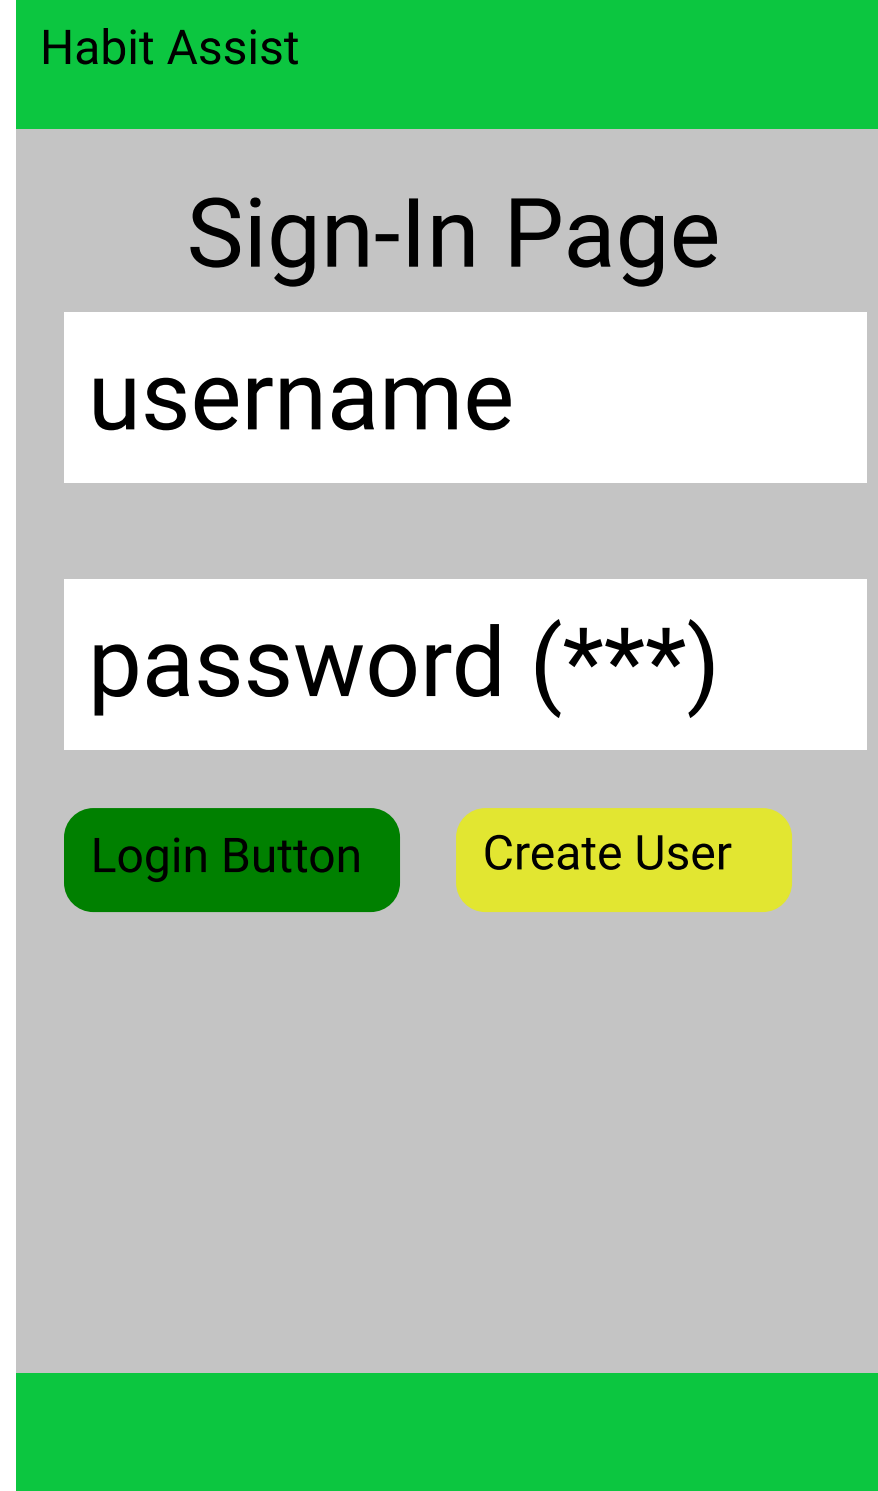 Habit Assist
Sign-In Page
username
password (***)
Login Button
Create User